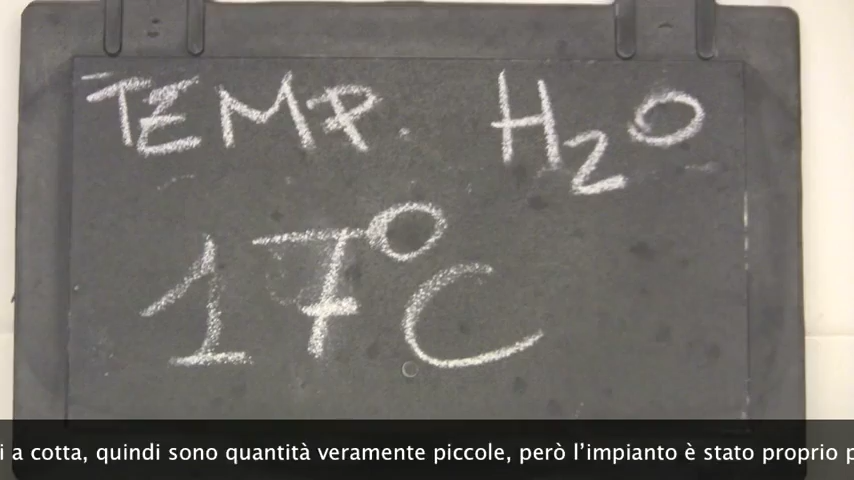 TEMP. H2O
17°C
i a cotta, quindi sono quantità veramente piccole, però l'impianto è stato proprio p